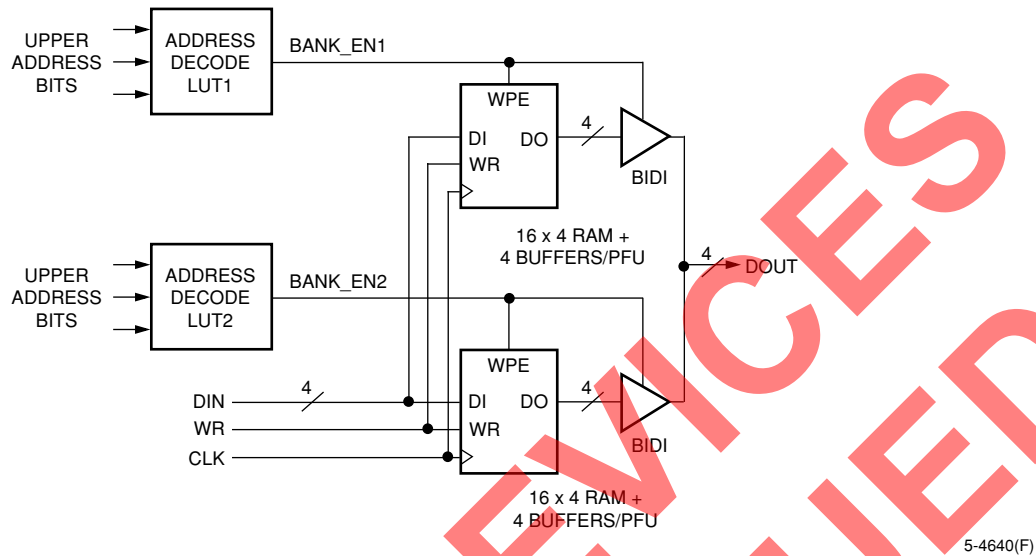 UPPER
ADDRESS
BITS
ADDRESS
DECODE
LUT1
BANK_EN1
WPE
DI
WR
DO
4
BIDI
16 x 4 RAM +
4 BUFFERS/PFU
4
DOUT
UPPER
ADDRESS
BITS
ADDRESS
DECODE
LUT2
BANK_EN2
WPE
DI
WR
DO
4
BIDI
16 x 4 RAM +
4 BUFFERS/PFU
DIN
4
WR
CLK
5-4640(F)
EVICES
UED